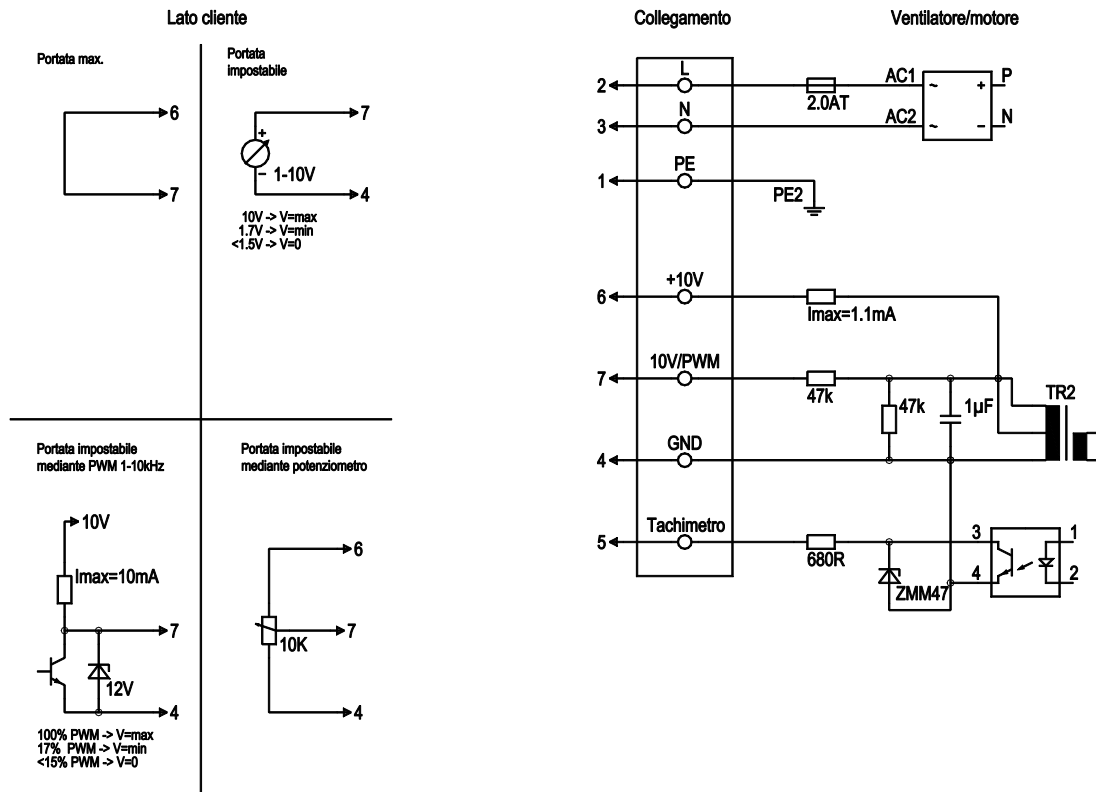 Lato cliente
Portata max.
6
7
Portata
impostabile
7
+
1-10V
−
4
10V -> V=max
1.7V -> V=min
<1.5V -> V=0
Portata impostabile
mediante PWM 1-10kHz
10V
Imax=10mA
7
12V
4
100% PWM -> V=max
17% PWM -> V=min
<15% PWM -> V=0
Portata impostabile
mediante potenziometro
6
7
10K
4
Collegamento
Ventilatore/motore
2
L
2.0AT
AC1
~
+
P
3
N
AC2
~
−
N
1
PE
PE2
6
+10V
Imax=1.1mA
7
10V/PWM
47k
47k
1µF
TR2
4
GND
5
Tachimetro
680R
ZMM47
3
4
1
2